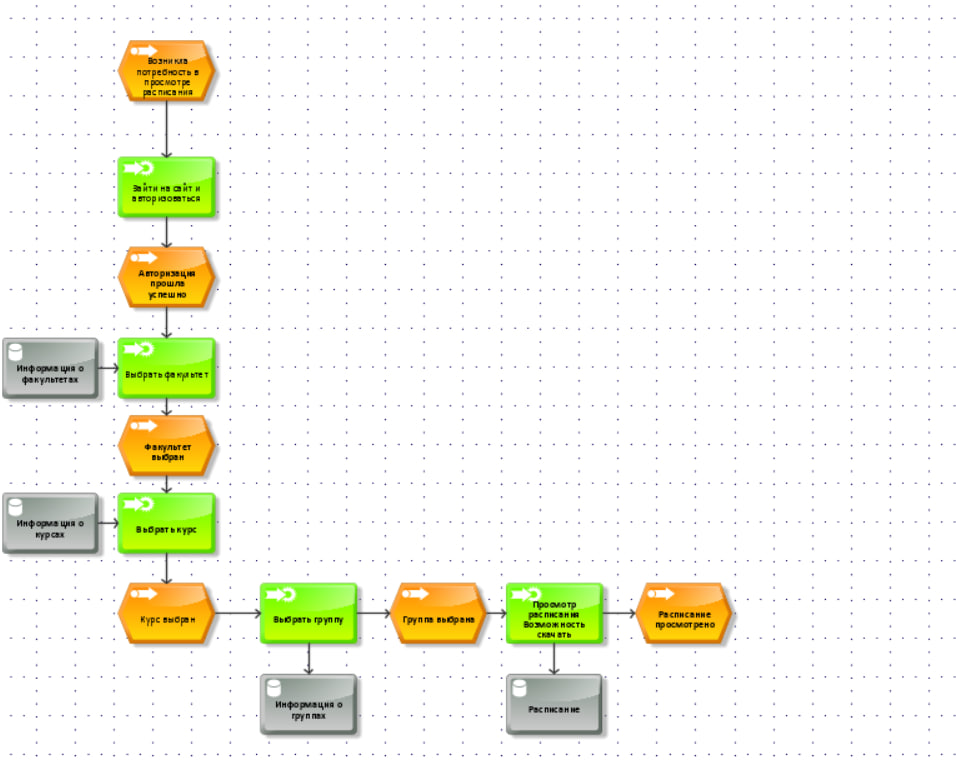 Возникла
потребность в
просмотре
расписания
Зайти на сайт и
авторизоваться
Авторизация
прошла
успешно
Информация о
факультетах
Выбрать факультет
Факультет
выбран
Информация о
курсах
Выбрать курс
Курс выбран
Выбрать группу
Группа выбрана
Просмотр
расписания
Возможность
скачать
Расписание
просмотрено
Информация о
группах
Расписание